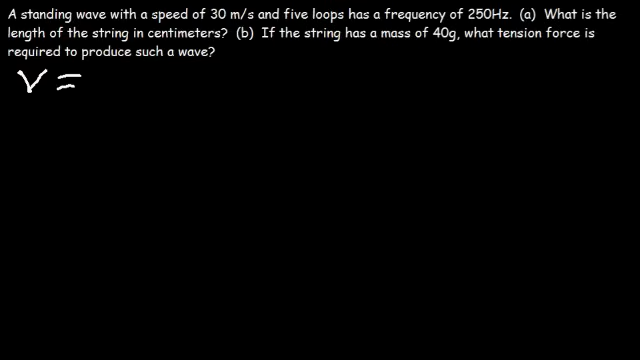 A standing wave with a speed of 30 m/s and five loops has a frequency of 250Hz. (a) What is the
length of the string in centimeters? (b) If the string has a mass of 40g, what tension force is
required to produce such a wave?
V =